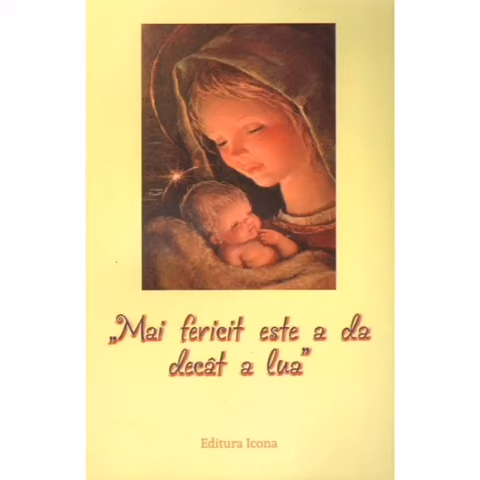 „Mai fericit este a da
decât a lua”
Editura Icona